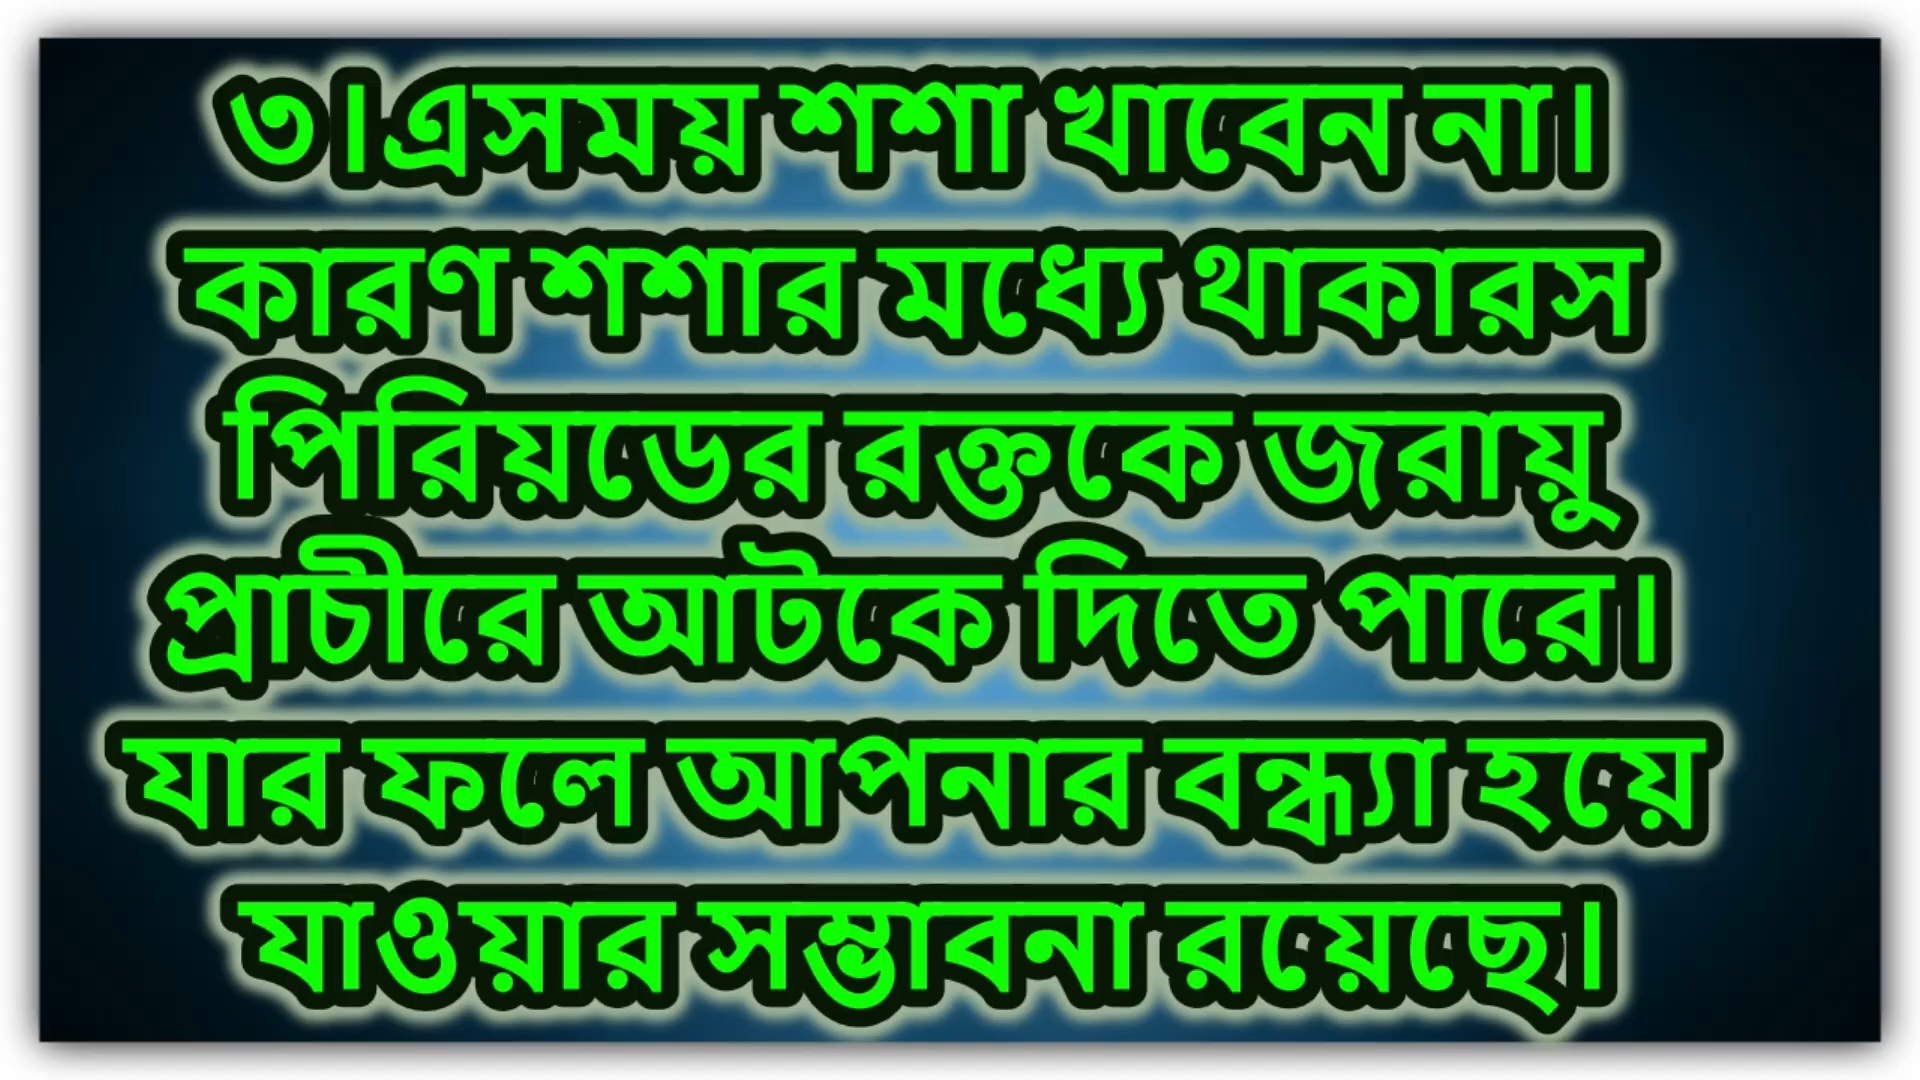 ৩।এসময় শশা খাবেন না।
কারণ শশার মধ্যে থাকারস
পিরিয়ডের রক্তকে জরায়ু
প্রাচীরে আটকে দিতে পারে।
যার ফলে আপনার বন্ধ্যা হয়ে
যাওয়ার সম্ভাবনা রয়েছে।